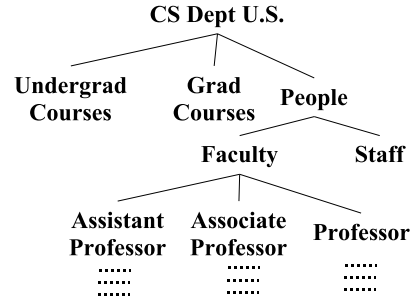 CS Dept U.S.
Undergrad
Courses
Grad
Courses
People
Faculty
Staff
Assistant
Professor
Associate
Professor
Professor